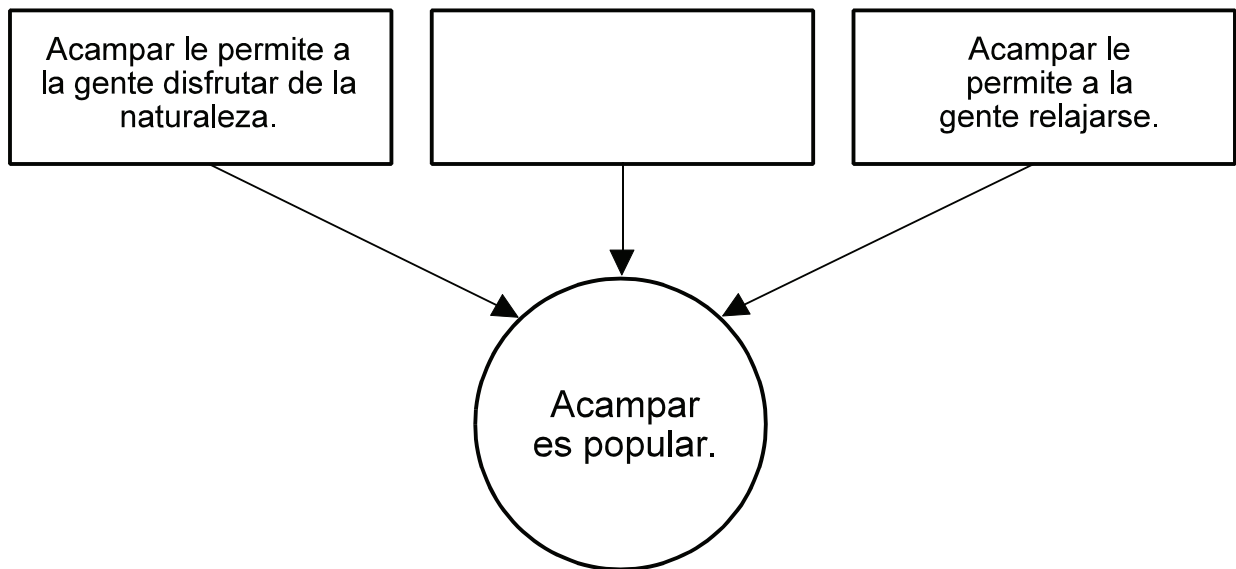 Acampar le permite a
la gente disfrutar de la
naturaleza.
Acampar le
permite a la
gente relajarse.
Acampar
es popular.